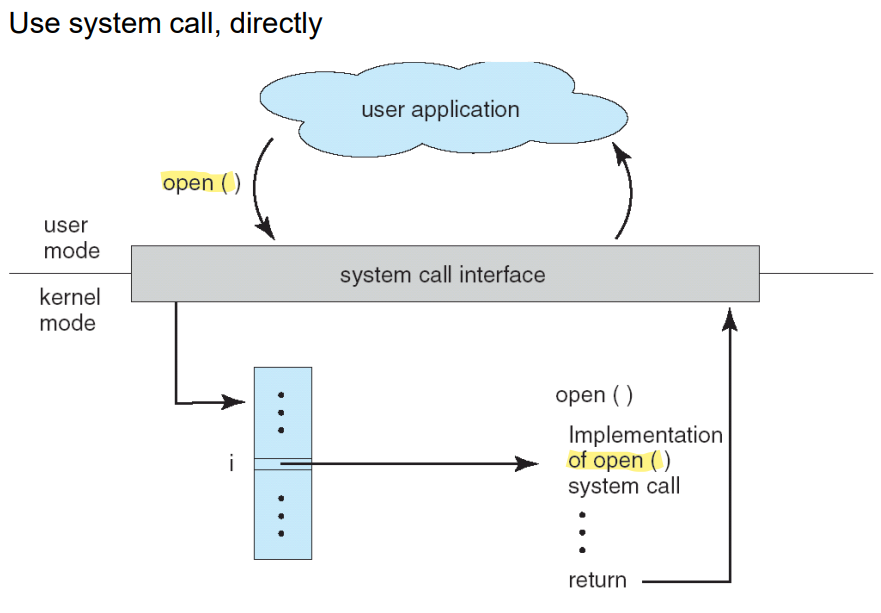 Use system call, directly
user application
open ( )
user
mode
system call interface
kernel
mode
open ( )
i
Implementation
of open ( )
system call
return